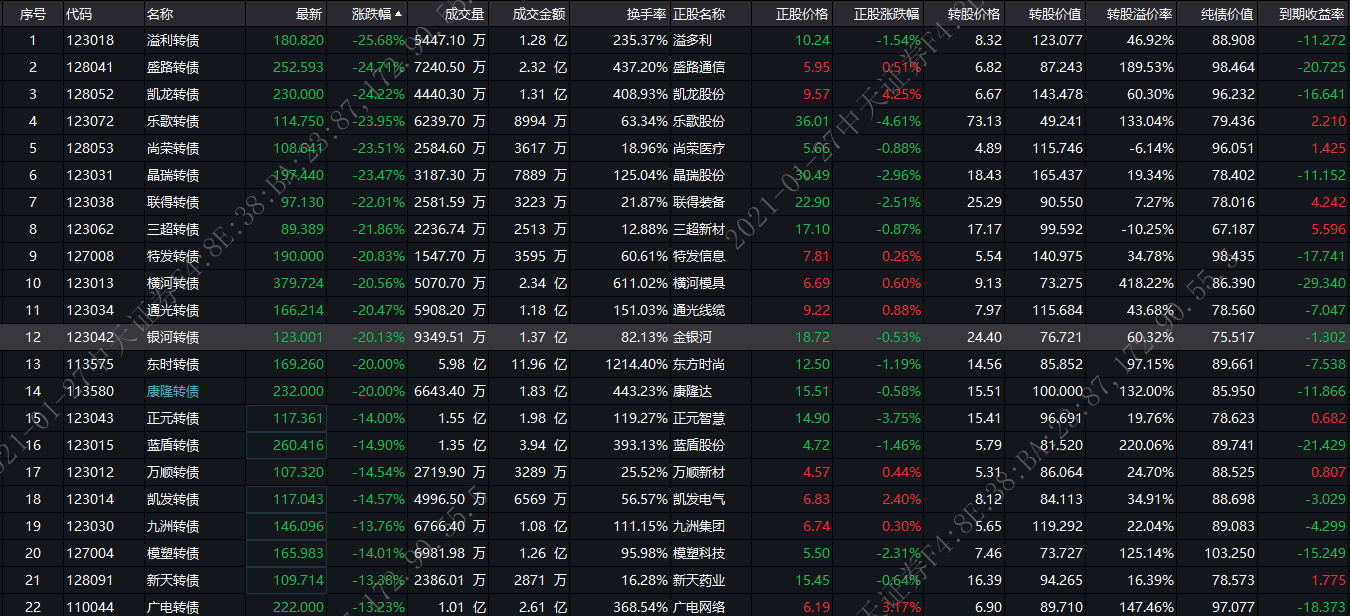 序号 代码 名称 最新 涨跌幅 成交量 成交金额 换手率 正股名称 正股价格 正股涨跌幅 转股价格 转股价值 转股溢价率 纯债价值 到期收益率
1 123018 溢利转债 180.820 -25.68% 5447.10 万 1.28 亿 235.37% 溢多利 10.24 -1.54% 8.32 123.077 46.92% 88.908 -11.272
2 128041 盛路转债 252.593 -24.71% 7240.50 万 2.32 亿 437.20% 盛路通信 5.95 0.51% 6.82 87.243 189.53% 98.464 -20.725
3 128052 凯龙转债 230.000 -24.22% 4440.30 万 1.31 亿 408.93% 凯龙股份 9.57 4.25% 6.67 143.478 60.30% 96.232 -16.641
4 123072 乐歌转债 114.750 -23.95% 6239.70 万 8994 万 63.34% 乐歌股份 36.01 -4.61% 73.13 49.241 133.04% 79.436 2.210
5 128053 尚荣转债 108.641 -23.51% 2584.60 万 3617 万 18.96% 尚荣医疗 5.66 -0.88% 4.89 115.746 -6.14% 96.051 1.425
6 123031 晶瑞转债 197.440 -23.47% 3187.30 万 7889 万 125.04% 晶瑞股份 30.49 -2.96% 18.43 165.437 19.34% 78.402 -11.152
7 123038 联得转债 97.130 -22.01% 2581.59 万 3223 万 21.87% 联得装备 22.90 -2.51% 25.29 90.550 7.27% 78.016 4.242
8 123062 三超转债 89.389 -21.86% 2236.74 万 2513 万 12.88% 三超新材 17.10 -0.87% 17.17 99.592 -10.25% 67.187 5.596
9 127008 特发转债 190.000 -20.83% 1547.70 万 3595 万 60.61% 特发信息 7.81 0.26% 5.54 140.975 34.78% 98.435 -17.741
10 123013 横河转债 379.724 -20.56% 5070.70 万 2.34 亿 611.02% 横河模具 6.69 0.60% 9.13 73.275 418.22% 86.390 -29.340
11 123034 通光转债 166.214 -20.47% 5908.20 万 1.18 亿 151.03% 通光线缆 9.22 0.88% 7.97 115.684 43.68% 78.560 -7.047
12 123042 银河转债 123.001 -20.13% 9349.51 万 1.37 亿 82.13% 金银河 18.72 -0.53% 24.40 76.721 60.32% 75.517 -1.302
13 113575 东时转债 169.260 -20.00% 5.98 亿 11.96 亿 1214.40% 东方时尚 12.50 -1.19% 14.56 85.852 97.15% 89.661 -7.538
14 113580 康隆转债 232.000 -20.00% 6643.40 万 1.83 亿 443.23% 康隆达 15.51 -0.58% 15.51 100.000 132.00% 85.950 -11.866
15 123043 正元转债 117.361 -14.00% 1.55 亿 1.98 亿 119.27% 正元智慧 14.90 -3.75% 15.41 96.691 19.76% 78.623 0.682
16 123015 蓝盾转债 260.416 -14.90% 1.35 亿 3.94 亿 393.13% 蓝盾股份 4.72 -1.46% 5.79 81.520 220.06% 89.741 -21.429
17 123012 万顺转债 107.320 -14.54% 2719.90 万 3289 万 25.52% 万顺新材 4.57 0.44% 5.31 86.064 24.70% 88.525 0.807
18 123014 凯发转债 117.043 -14.57% 4996.50 万 6569 万 56.57% 凯发电气 6.83 2.40% 8.12 84.113 34.91% 88.698 -3.029
19 123030 九洲转债 146.096 -13.76% 6766.40 万 1.08 亿 111.15% 九洲集团 6.74 0.30% 5.65 119.292 22.04% 89.083 -4.299
20 127004 模塑转债 165.983 -14.01% 6981.98 万 1.26 亿 95.98% 模塑科技 5.50 -2.31% 7.46 73.727 125.14% 103.250 -15.249
21 128091 新天转债 109.714 -13.38% 2386.01 万 2871 万 16.28% 新天药业 15.45 -0.64% 16.39 94.265 16.39% 78.573 1.775
22 110044 广电转债 222.000 -13.23% 1.01 亿 2.61 亿 368.54% 广电网络 6.19 3.17% 6.90 89.710 147.46% 97.077 -18.373
2021-01-27中天证券F4:8E:38:BA:23:87,172.90.55.5